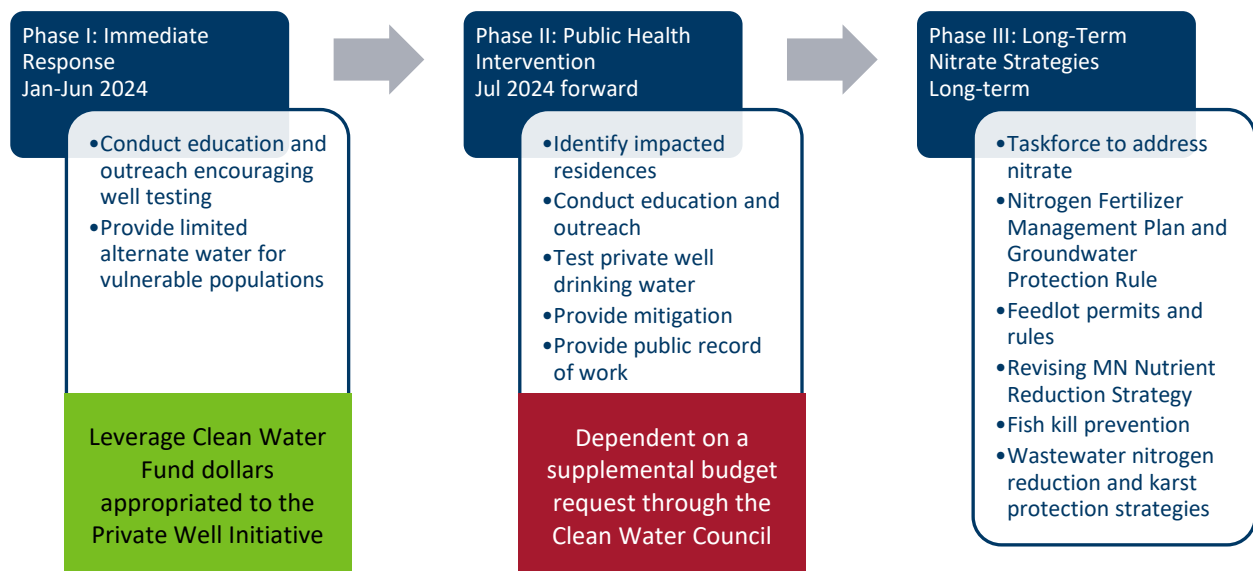 Phase I: Immediate
Response
Jan-Jun 2024
•Conduct education and
outreach encouraging
well testing
•Provide limited
alternate water for
vulnerable populations
Leverage Clean Water
Fund dollars
appropriated to the
Private Well Initiative
Phase II: Public Health
Intervention
Jul 2024 forward
•Identify impacted
residences
•Conduct education and
outreach
•Test private well
drinking water
•Provide mitigation
•Provide public record
of work
Dependent on a
supplemental budget
request through the
Clean Water Council
Phase III: Long-Term
Nitrate Strategies
Long-term
•Taskforce to address
nitrate
•Nitrogen Fertilizer
Management Plan and
Groundwater
Protection Rule
•Feedlot permits and
rules
•Revising MN Nutrient
Reduction Strategy
•Fish kill prevention
•Wastewater nitrogen
reduction and karst
protection strategies